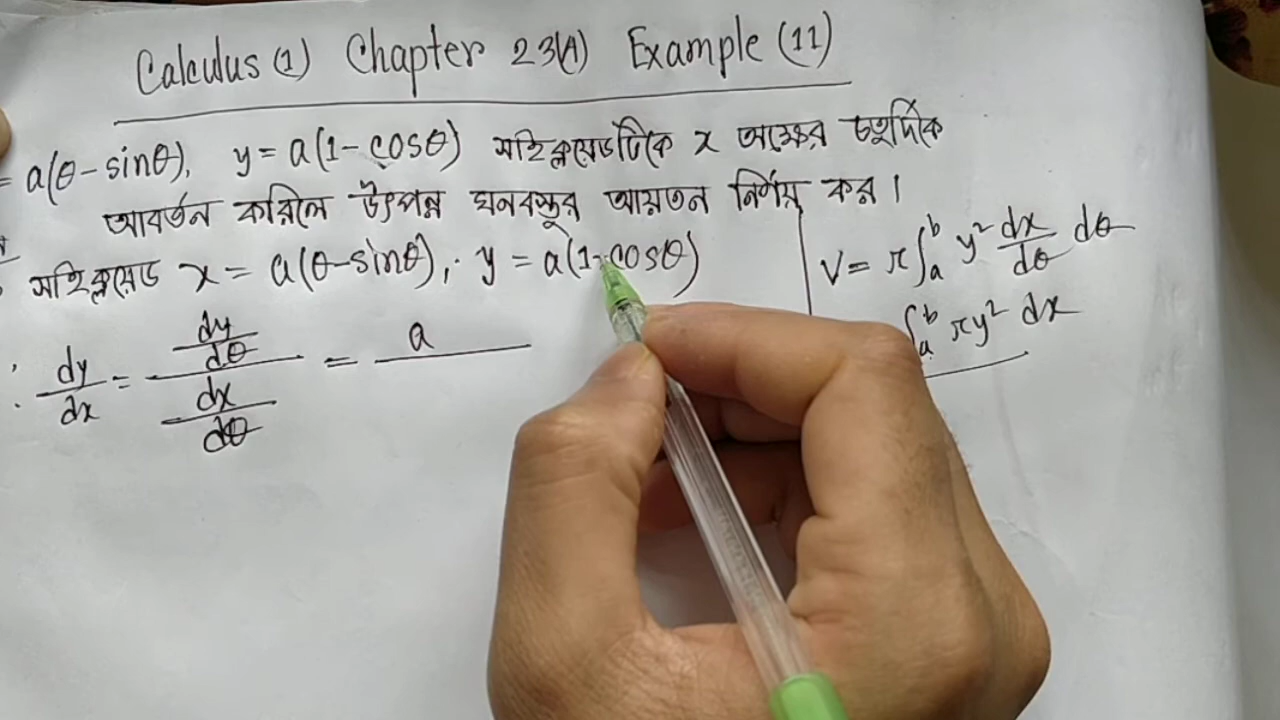 Calculus (1) Chapter 23(A) Example (11)
= a(θ-sinθ), y = a(1-cosθ) সাইক্লয়েডটিকে x অক্ষের চতুর্দিকে
আবর্তন করিলে উৎপন্ন ঘনবস্তুর আয়তন নির্ণয় কর।
সাইক্লয়েড x = a(θ-sinθ), y = a(1-cosθ)
∴ dy/dx = (dy/dθ)/(dx/dθ) = a
V = π∫ₐᵇ y² dx/dθ dθ
∫ₐᵇ πy² dx